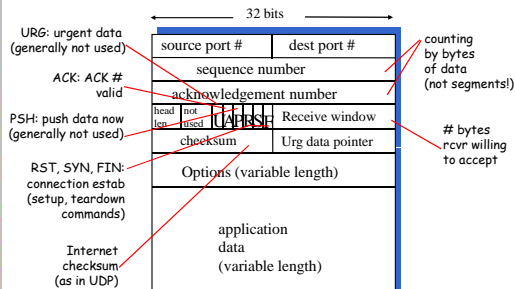 32 bits
URG: urgent data
(generally not used)
ACK: ACK #
valid
PSH: push data now
(generally not used)
RST, SYN, FIN:
connection estab
(setup, teardown
commands)
Internet
checksum
(as in UDP)
source port #
dest port #
sequence number
acknowledgement number
head
len
not
used
U A P R S F
Receive window
checksum
Urg data pointer
Options (variable length)
application
data
(variable length)
counting
by bytes
of data
(not segments!)
# bytes
rcvr willing
to accept